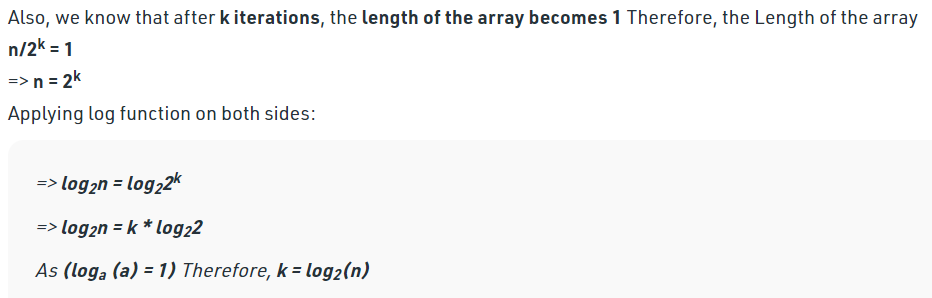 Also, we know that after k iterations, the length of the array becomes 1 Therefore, the Length of the array
n/2ᵏ = 1
=> n = 2ᵏ
Applying log function on both sides:
=> log₂n = log₂2ᵏ
=> log₂n = k * log₂2
As (logₐ (a) = 1) Therefore, k = log₂(n)